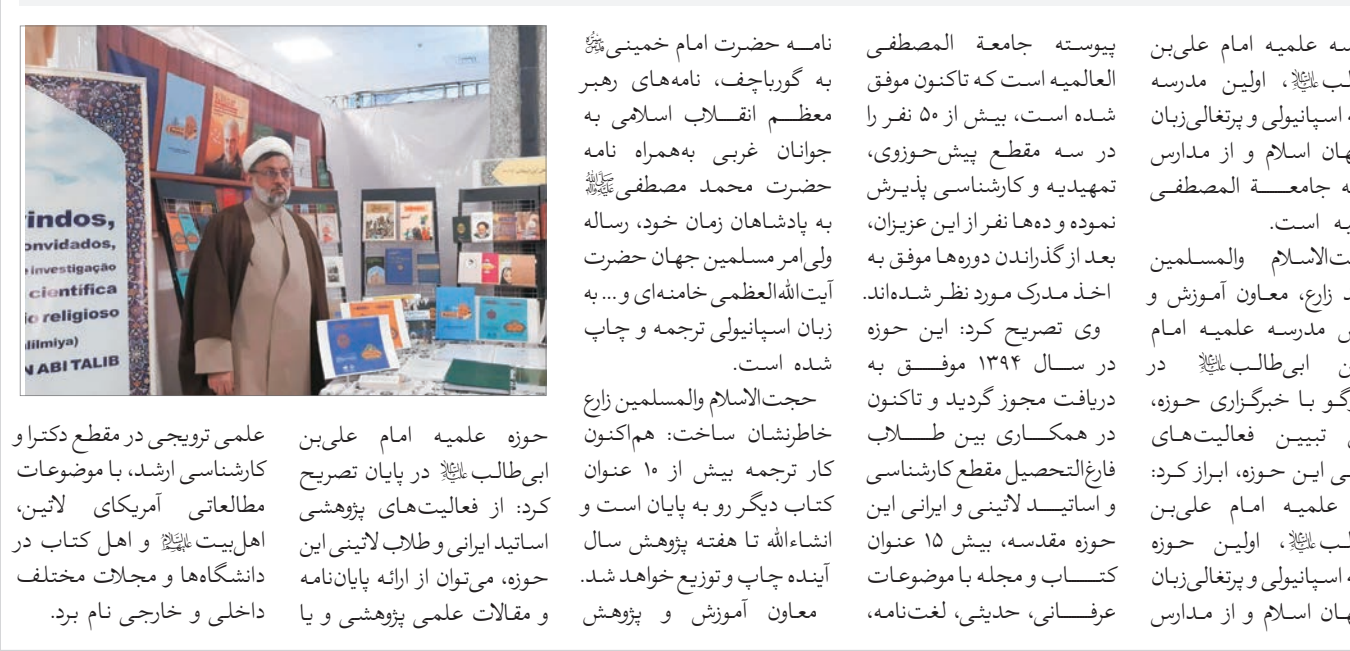 سه علمیه امام علی‌بن
ﷺ، اولین مدرسه
اسپانیولی و پرتغالی‌زبان
هان اسلام و از مدارس
ه جامعة المصطفی
یه است.
ت‌الاسلام والمسلمین
د زارع، معاون آموزش و
ش مدرسه علمیه امام
ن ابی‌طالب علیه‌السلام در
گو با خبرگزاری حوزه،
تبیین فعالیت‌های
ی این حوزه، ابراز کرد:
علمیه امام علی‌بن
لب علیه‌السلام، اولین حوزه
ه اسپانیولی و پرتغالی‌زبان
هان اسلام و از مدارس
پیوسته جامعة المصطفی
العالمیه است که تاکنون موفق
شده است، بیش از ۵۰ نفر را
در سه مقطع پیش‌حوزوی،
تمهیدیه و کارشناسی پذیرش
نموده و ده‌ها نفر از این عزیزان،
بعد از گذراندن دوره‌ها موفق به
اخذ مدرک مورد نظر شده‌اند.
وی تصریح کرد: این حوزه
در سال ۱۳۹۴ موفق به
دریافت مجوز گردید و تاکنون
در همکاری بین طلاب
فارغ‌التحصیل مقطع کارشناسی
و اساتید لاتینی و ایرانی این
حوزه مقدسه، بیش ۱۵ عنوان
کتاب و مجله با موضوعات
عرفانی، حدیثی، لغت‌نامه،
نامه حضرت امام خمینی قدس‌سره
به گورباچف، نامه‌های رهبر
معظم انقلاب اسلامی به
جوانان غربی به‌همراه نامه
حضرت محمد مصطفی ﷺ
به پادشاهان زمان خود، رساله
ولی‌امر مسلمین جهان حضرت
آیت‌الله‌العظمی خامنه‌ای و... به
زبان اسپانیولی ترجمه و چاپ
شده است.
حجت‌الاسلام والمسلمین زارع
خاطرنشان ساخت: هم‌اکنون
کار ترجمه بیش از ۱۰ عنوان
کتاب دیگر رو به پایان است و
انشاءالله تا هفته پژوهش سال
آینده چاپ و توزیع خواهد شد.
معاون آموزش و پژوهش
indos,
onvidados,
e investigação
científica
o religioso
alilmiya)
N ABI TALIB
حوزه علمیه امام علی‌بن
ابی‌طالب علیه‌السلام در پایان تصریح
کرد: از فعالیت‌های پژوهشی
اساتید ایرانی و طلاب لاتینی این
حوزه، می‌توان از ارائه پایان‌نامه
و مقالات علمی پژوهشی و یا
علمی ترویجی در مقطع دکترا و
کارشناسی ارشد، با موضوعات
مطالعاتی آمریکای لاتین،
اهل‌بیت علیهم‌السلام و اهل کتاب در
دانشگاه‌ها و مجلات مختلف
داخلی و خارجی نام برد.